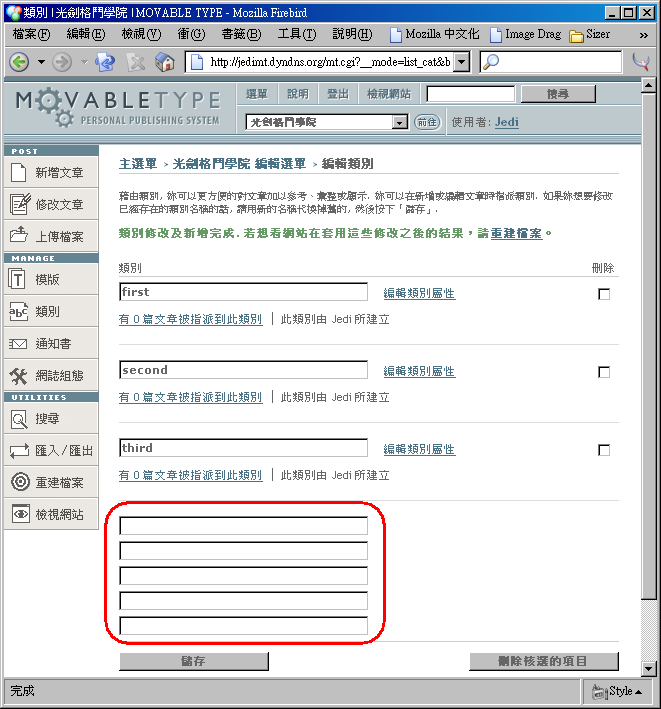 類別 | 光劍格鬥學院 | MOVABLE TYPE - Mozilla Firebird
檔案(F) 編輯(E) 檢視(V) 衝(G) 書籤(B) 工具(T) 說明(H) Mozilla 中文化 Image Drag Sizer »
http://jedimt.dyndns.org/mt.cgi?__mode=list_cat&b
MOVABLETYPE
PERSONAL PUBLISHING SYSTEM
選單 說明 登出 檢視網站 搜尋
光劍格鬥學院 前往 使用者: Jedi
POST
新增文章
修改文章
上傳檔案
MANAGE
模版
類別
通知書
網誌組態
UTILITIES
搜尋
匯入/匯出
重建檔案
檢視網站
主選單 > 光劍格鬥學院 編輯選單 > 編輯類別
藉由類別, 妳可以更方便的對文章加以參考、彙整或顯示. 妳可以在新增或編輯文章時指派類別. 如果妳想要修改
已經存在的類別名稱的話, 請用新的名稱代換掉舊的, 然後按下「儲存」.
類別修改及新增完成. 若想看網站在套用這些修改之後的結果，請重建檔案。
類別 刪除
first 編輯類別屬性
有 0 篇文章被指派到此類別 | 此類別由 Jedi 所建立
second 編輯類別屬性
有 0 篇文章被指派到此類別 | 此類別由 Jedi 所建立
third 編輯類別屬性
有 0 篇文章被指派到此類別 | 此類別由 Jedi 所建立
儲存 刪除核選的項目
完成 Style